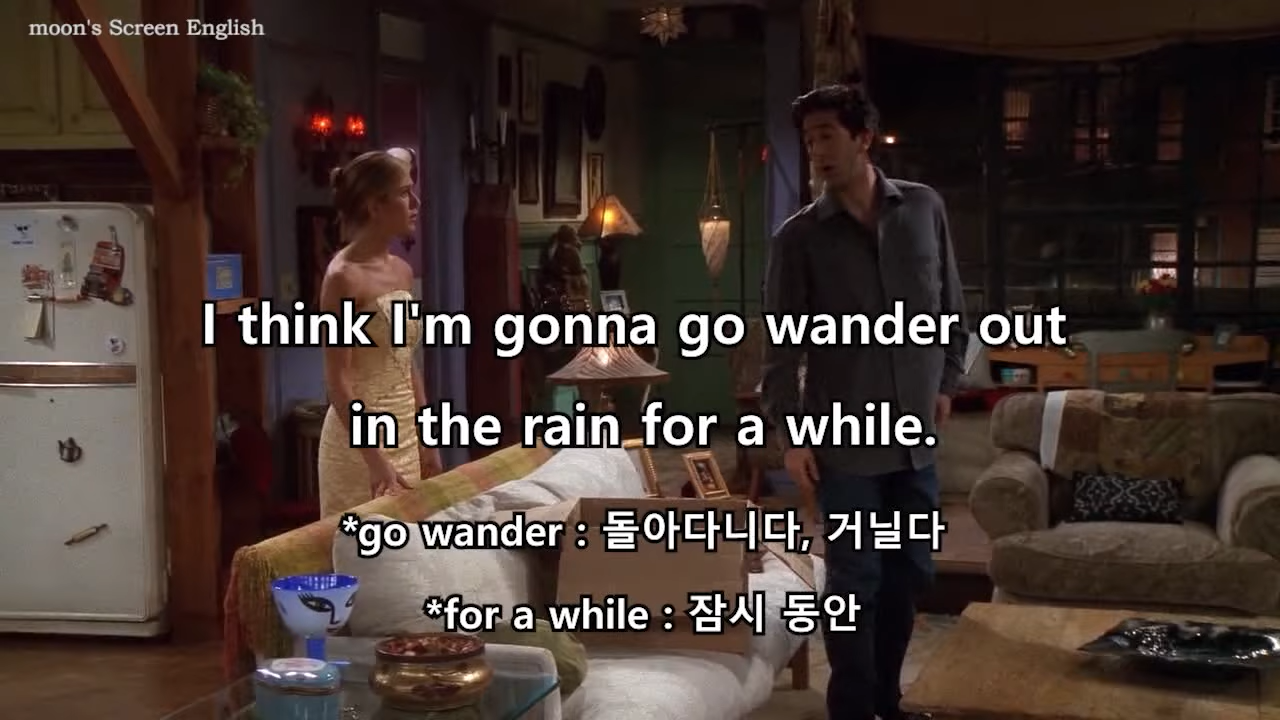 moon's Screen English
I think I'm gonna go wander out
in the rain for a while.
*go wander : 돌아다니다, 거닐다
*for a while : 잠시 동안